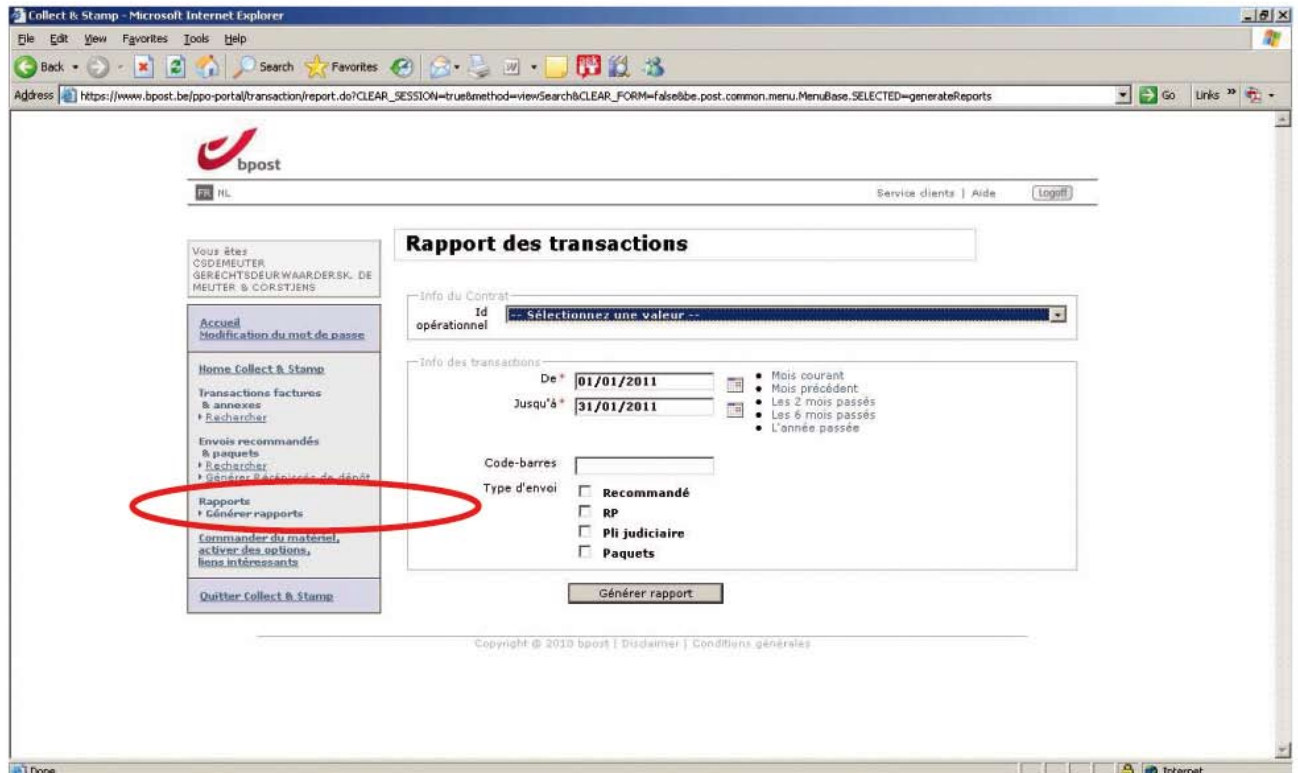 Collect & Stamp - Microsoft Internet Explorer
File Edit View Favorites Tools Help
Back Search Favorites
Address https://www.bpost.be/ppo-portal/transaction/report.do?CLEAR_SESSION=true&method=viewSearch&CLEAR_FORM=false&be.post.common.menu.MenuBase.SELECTED=generateReports Go Links »
bpost
FR NL Service clients | Aide Logoff
Vous êtes
CSDEMEUTER
GERECHTSDEURWAARDERSK. DE
MEUTER & CORSTJENS
Accueil
Modification du mot de passe
Home Collect & Stamp
Transactions factures
& annexes
Rechercher
Envois recommandés
& paquets
Rechercher
Générer Récépissés de dépôt
Rapports
Générer rapports
Commander du matériel,
activer des options,
liens intéressants
Quitter Collect & Stamp
Rapport des transactions
Info du Contrat
Id
opérationnel
-- Sélectionnez une valeur --
Info des transactions
De* 01/01/2011
Jusqu'à* 31/01/2011
• Mois courant
• Mois précédent
• Les 2 mois passés
• Les 6 mois passés
• L'année passée
Code-barres
Type d'envoi
Recommandé
RP
Pli judiciaire
Paquets
Générer rapport
Copyright @ 2010 bpost | Disclaimer | Conditions générales
Done Internet